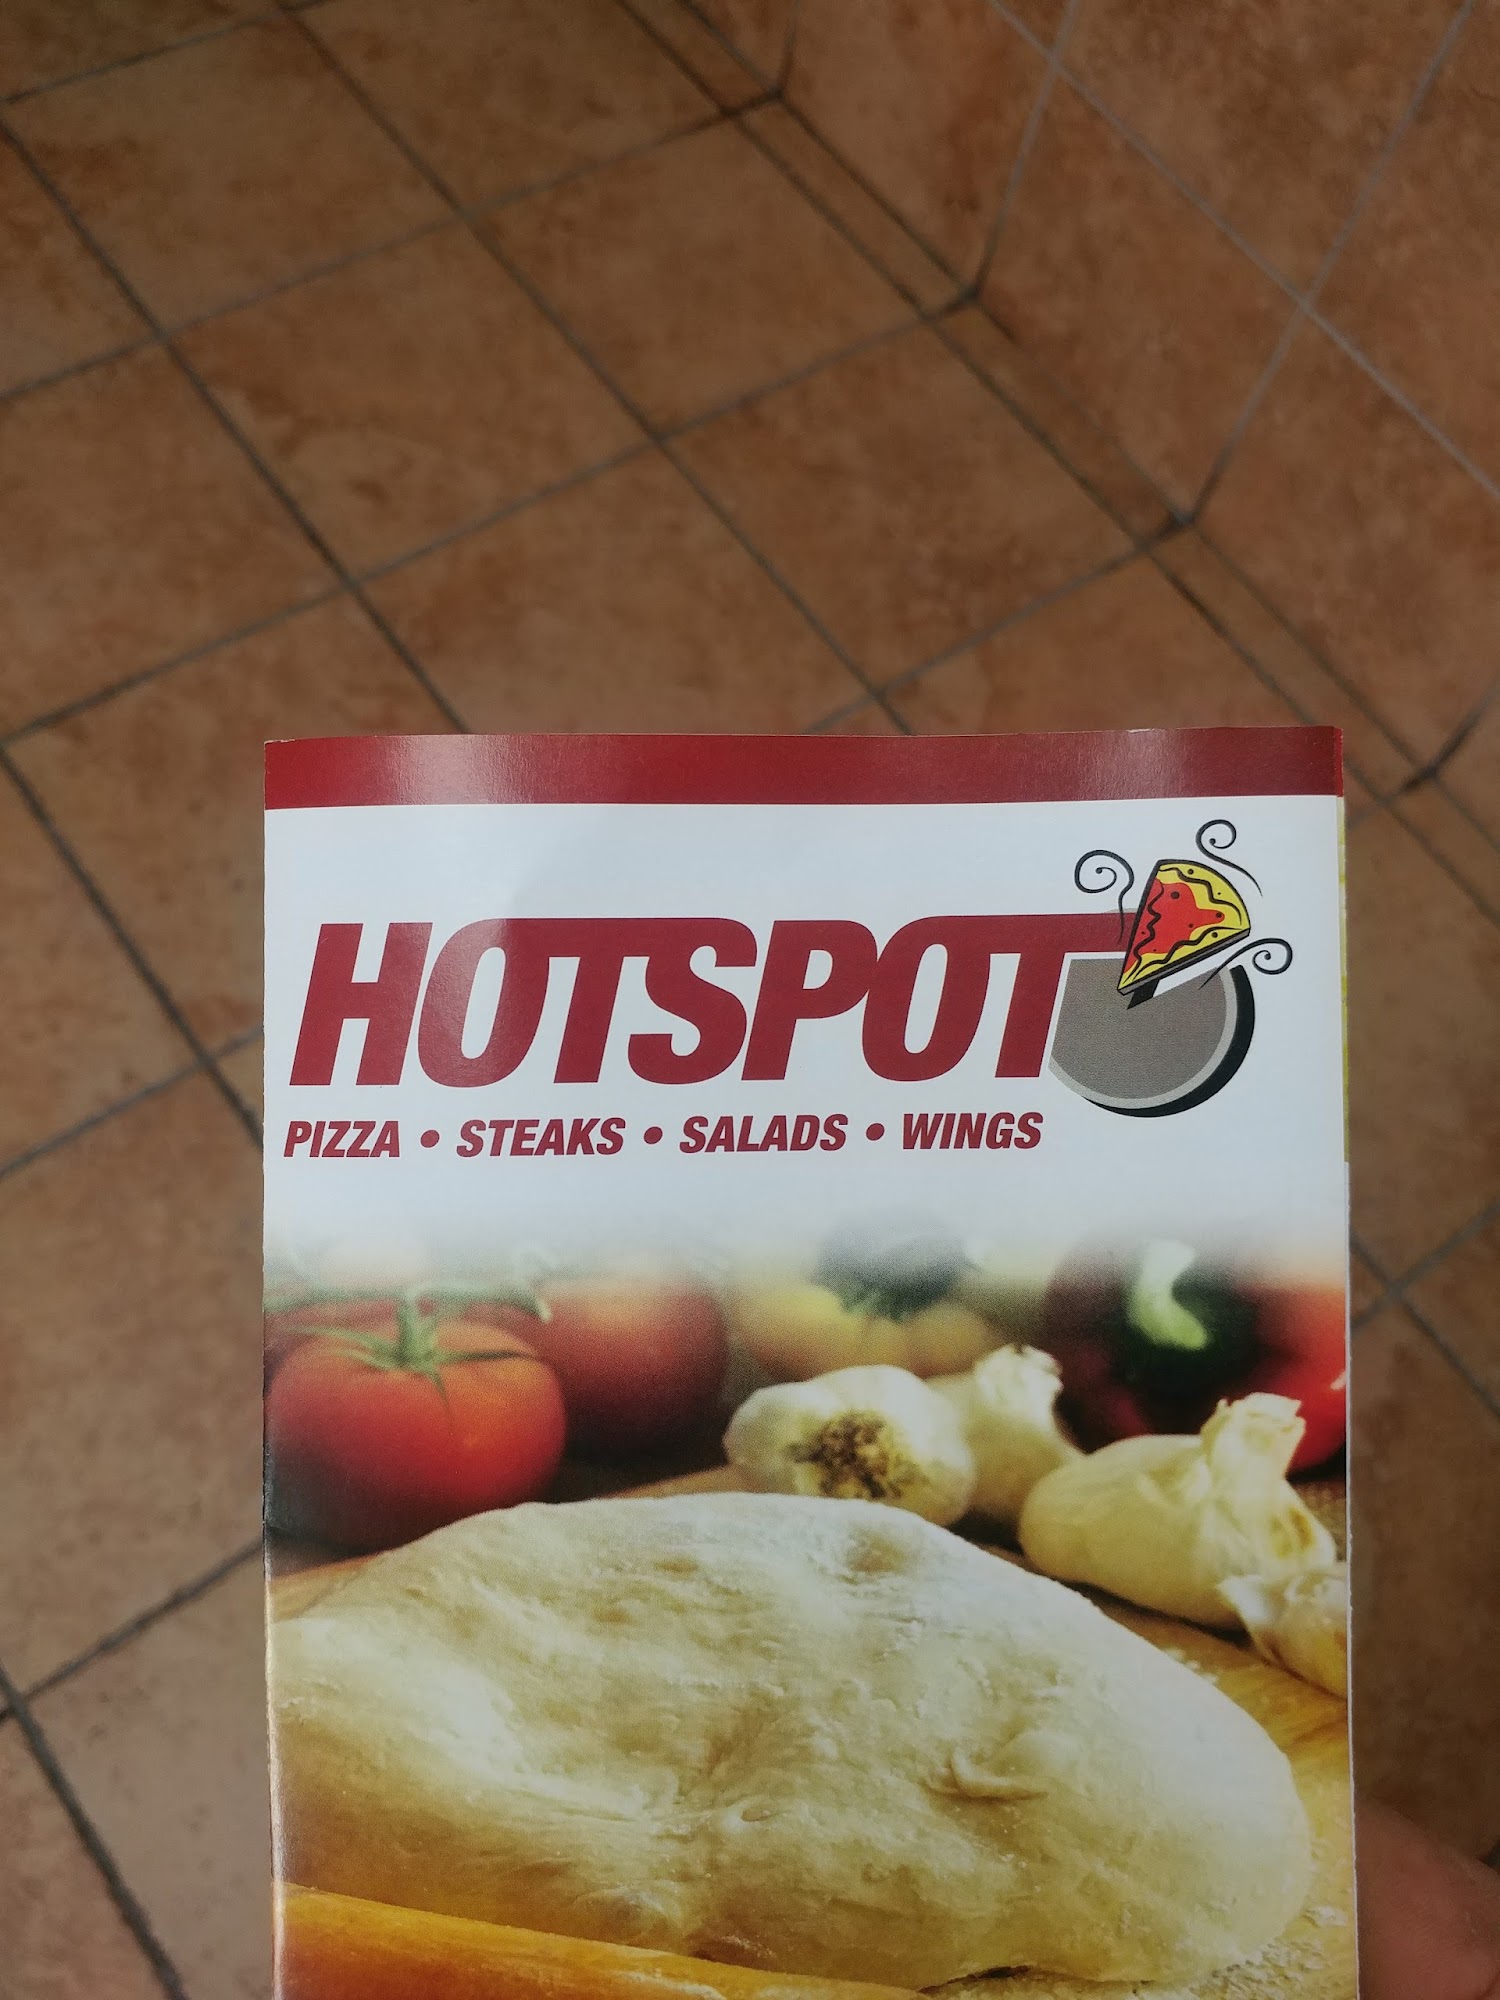 HOTSPOT
PIZZA • STEAKS • SALADS • WINGS